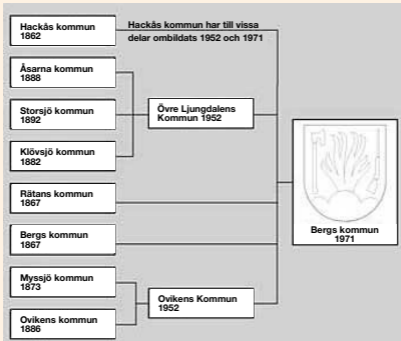 Hackås kommun
1862
Hackås kommun har till vissa
delar ombildats 1952 och 1971
Åsarna kommun
1888
Storsjö kommun
1892
Övre Ljungdalens
Kommun 1952
Klövsjö kommun
1882
Rätans kommun
1867
Bergs kommun
1867
Bergs kommun
1971
Myssjö kommun
1873
Ovikens Kommun
1952
Ovikens kommun
1886